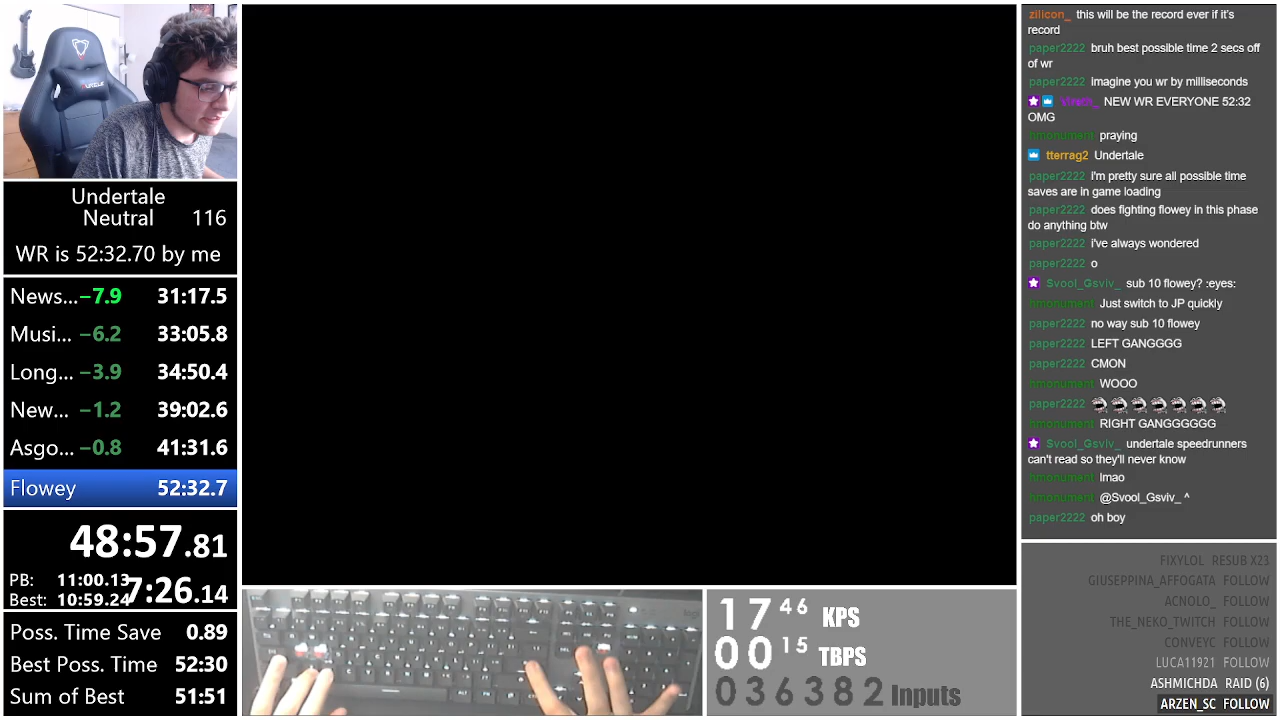 Undertale
Neutral 116
WR is 52:32.70 by me
News... −7.9 31:17.5
Musi... −6.2 33:05.8
Long... −3.9 34:50.4
New... −1.2 39:02.6
Asgo... −0.8 41:31.6
Flowey 52:32.7
48:57.81
PB: 11:00.13
Best: 10:59.24
7:26.14
Poss. Time Save 0.89
Best Poss. Time 52:30
Sum of Best 51:51
17 46 KPS
00 15 TBPS
036382 Inputs
zilicon_ this will be the record ever if it's
record
paper2222 bruh best possible time 2 secs off
of wr
paper2222 imagine you wr by milliseconds
NEW WR EVERYONE 52:32
OMG
nmonument praying
tterrag2 Undertale
paper2222 I'm pretty sure all possible time
saves are in game loading
paper2222 does fighting flowey in this phase
do anything btw
paper2222 i've always wondered
paper2222 o
Svool_Gsviv_ sub 10 flowey? :eyes:
nmonument Just switch to JP quickly
paper2222 no way sub 10 flowey
paper2222 LEFT GANGGGG
paper2222 CMON
nmonument WOOO
paper2222
nmonument RIGHT GANGGGGGG
Svool_Gsviv_ undertale speedrunners
can't read so they'll never know
nmonument lmao
nmonument @Svool_Gsviv_ ^
paper2222 oh boy
FIXYLOL RESUB X23
GIUSEPPINA_AFFOGATA FOLLOW
ACNOLO_ FOLLOW
THE_NEKO_TWITCH FOLLOW
CONVEYC FOLLOW
LUCA11921 FOLLOW
ASHMICHDA RAID (6)
ARZEN_SC FOLLOW